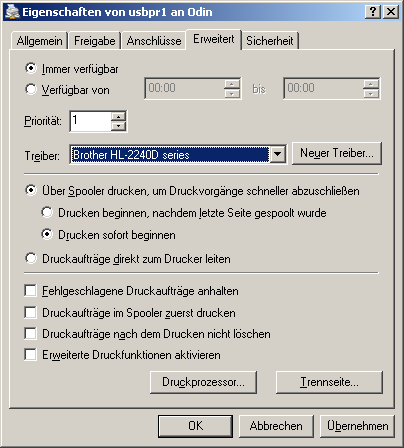 Eigenschaften von usbpr1 an Odin
Allgemein Freigabe Anschlüsse Erweitert Sicherheit
Immer verfügbar
Verfügbar von 00:00 bis 00:00
Priorität: 1
Treiber: Brother HL-2240D series Neuer Treiber...
Über Spooler drucken, um Druckvorgänge schneller abzuschließen
Drucken beginnen, nachdem letzte Seite gespoolt wurde
Drucken sofort beginnen
Druckaufträge direkt zum Drucker leiten
Fehlgeschlagene Druckaufträge anhalten
Druckaufträge im Spooler zuerst drucken
Druckaufträge nach dem Drucken nicht löschen
Erweiterte Druckfunktionen aktivieren
Druckprozessor... Trennseite...
OK Abbrechen Übernehmen